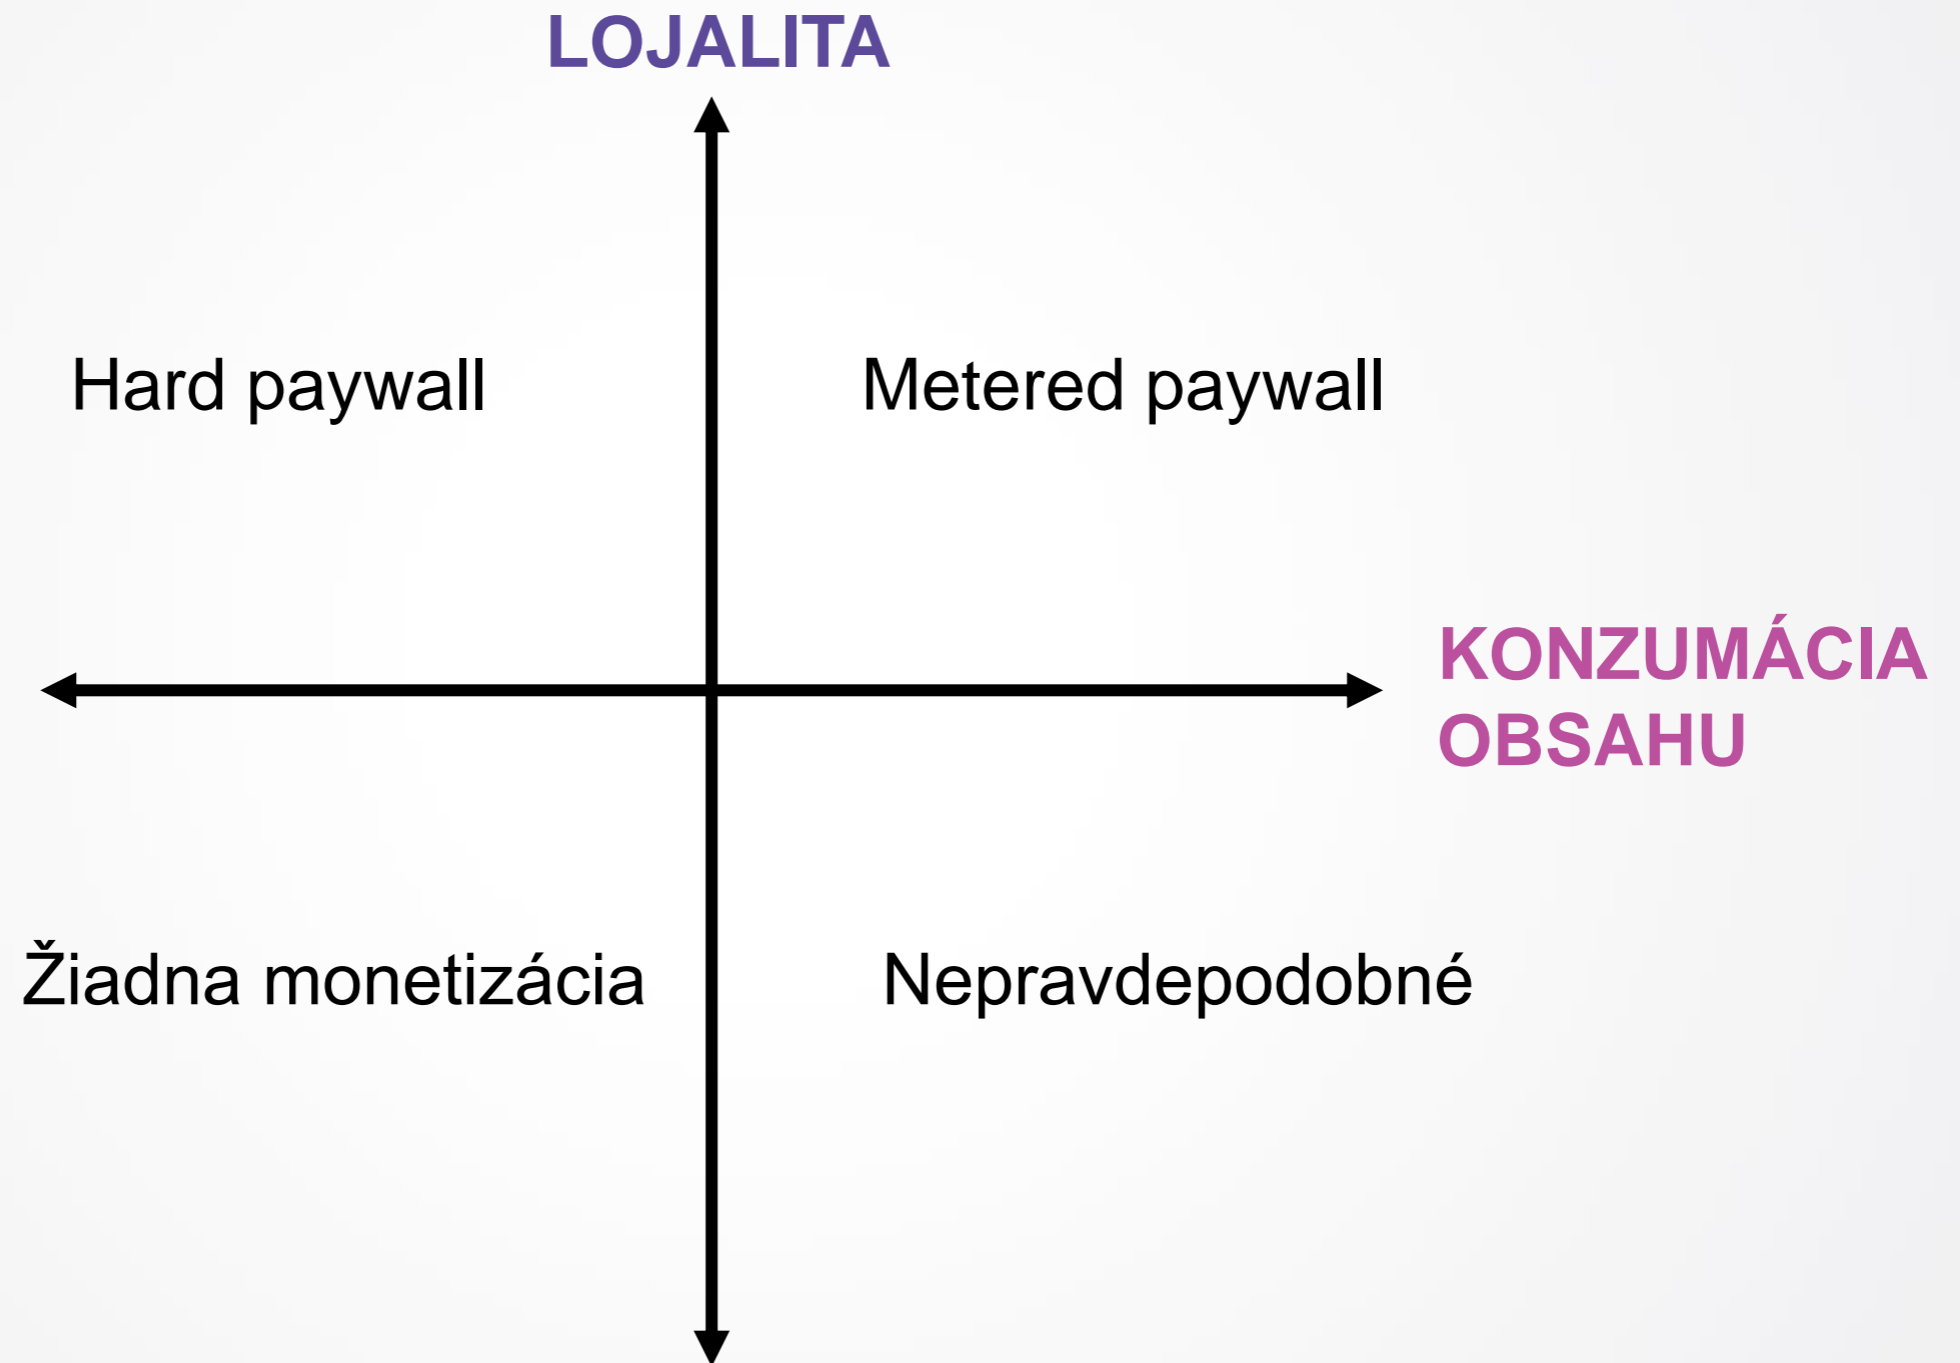 LOJALITA
Hard paywall
Metered paywall
KONZUMÁCIA
OBSAHU
Žiadna monetizácia
Nepravdepodobné